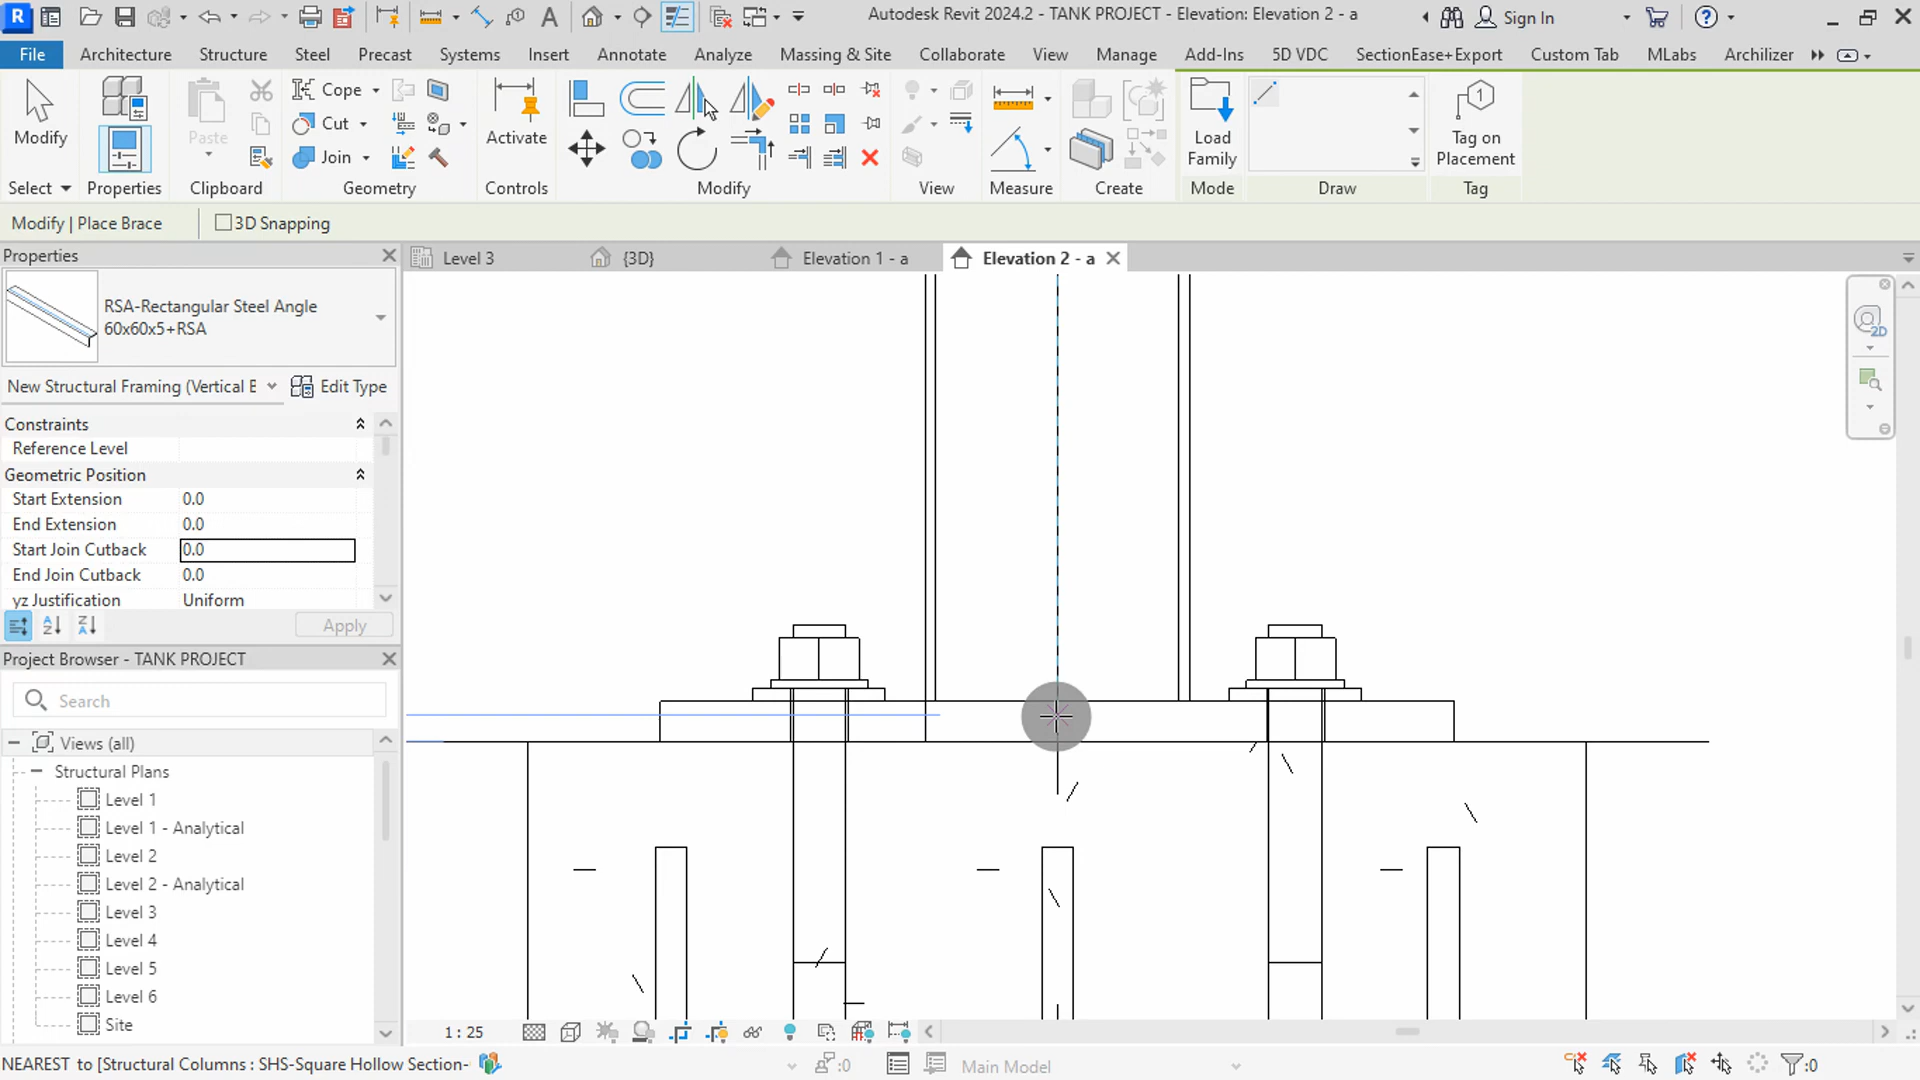 R
A
Autodesk Revit 2024.2 - TANK PROJECT - Elevation: Elevation 2 - a
Sign In
?
File
Architecture
Structure
Steel
Precast
Systems
Insert
Annotate
Analyze
Massing & Site
Collaborate
View
Manage
Add-Ins
5D VDC
SectionEase+Export
Custom Tab
MLabs
Archilizer
Modify
Paste
Cope
Cut
Join
Activate
Load Family
Tag on Placement
1
Select
Properties
Clipboard
Geometry
Controls
Modify
View
Measure
Create
Mode
Draw
Tag
Modify | Place Brace
3D Snapping
Properties
Level 3
{3D}
Elevation 1 - a
Elevation 2 - a
RSA-Rectangular Steel Angle
60x60x5+RSA
2D
New Structural Framing (Vertical E
Edit Type
Constraints
Reference Level
Geometric Position
Start Extension 0.0
End Extension 0.0
Start Join Cutback 0.0
End Join Cutback 0.0
yz Justification Uniform
Apply
Project Browser - TANK PROJECT
Search
Views (all)
Structural Plans
Level 1
Level 1 - Analytical
Level 2
Level 2 - Analytical
Level 3
Level 4
Level 5
Level 6
Site
1 : 25
NEAREST to [Structural Columns : SHS-Square Hollow Section-
:0
Main Model
:0